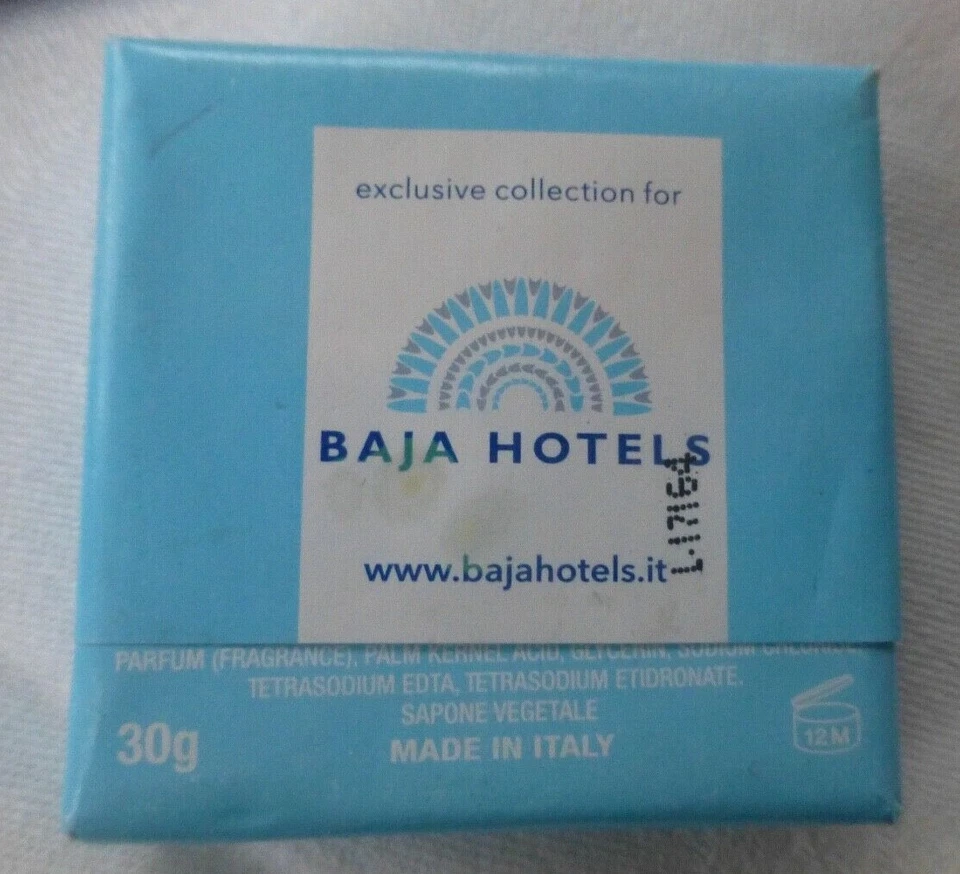 exclusive collection for
BAJA HOTELS
L-17164
www.bajahotels.it
PARFUM (FRAGRANCE), PALM KERNEL ACID, GLYCERIN, SODIUM CHLORIDE,
TETRASODIUM EDTA, TETRASODIUM ETIDRONATE.
SAPONE VEGETALE
30g
MADE IN ITALY
12M